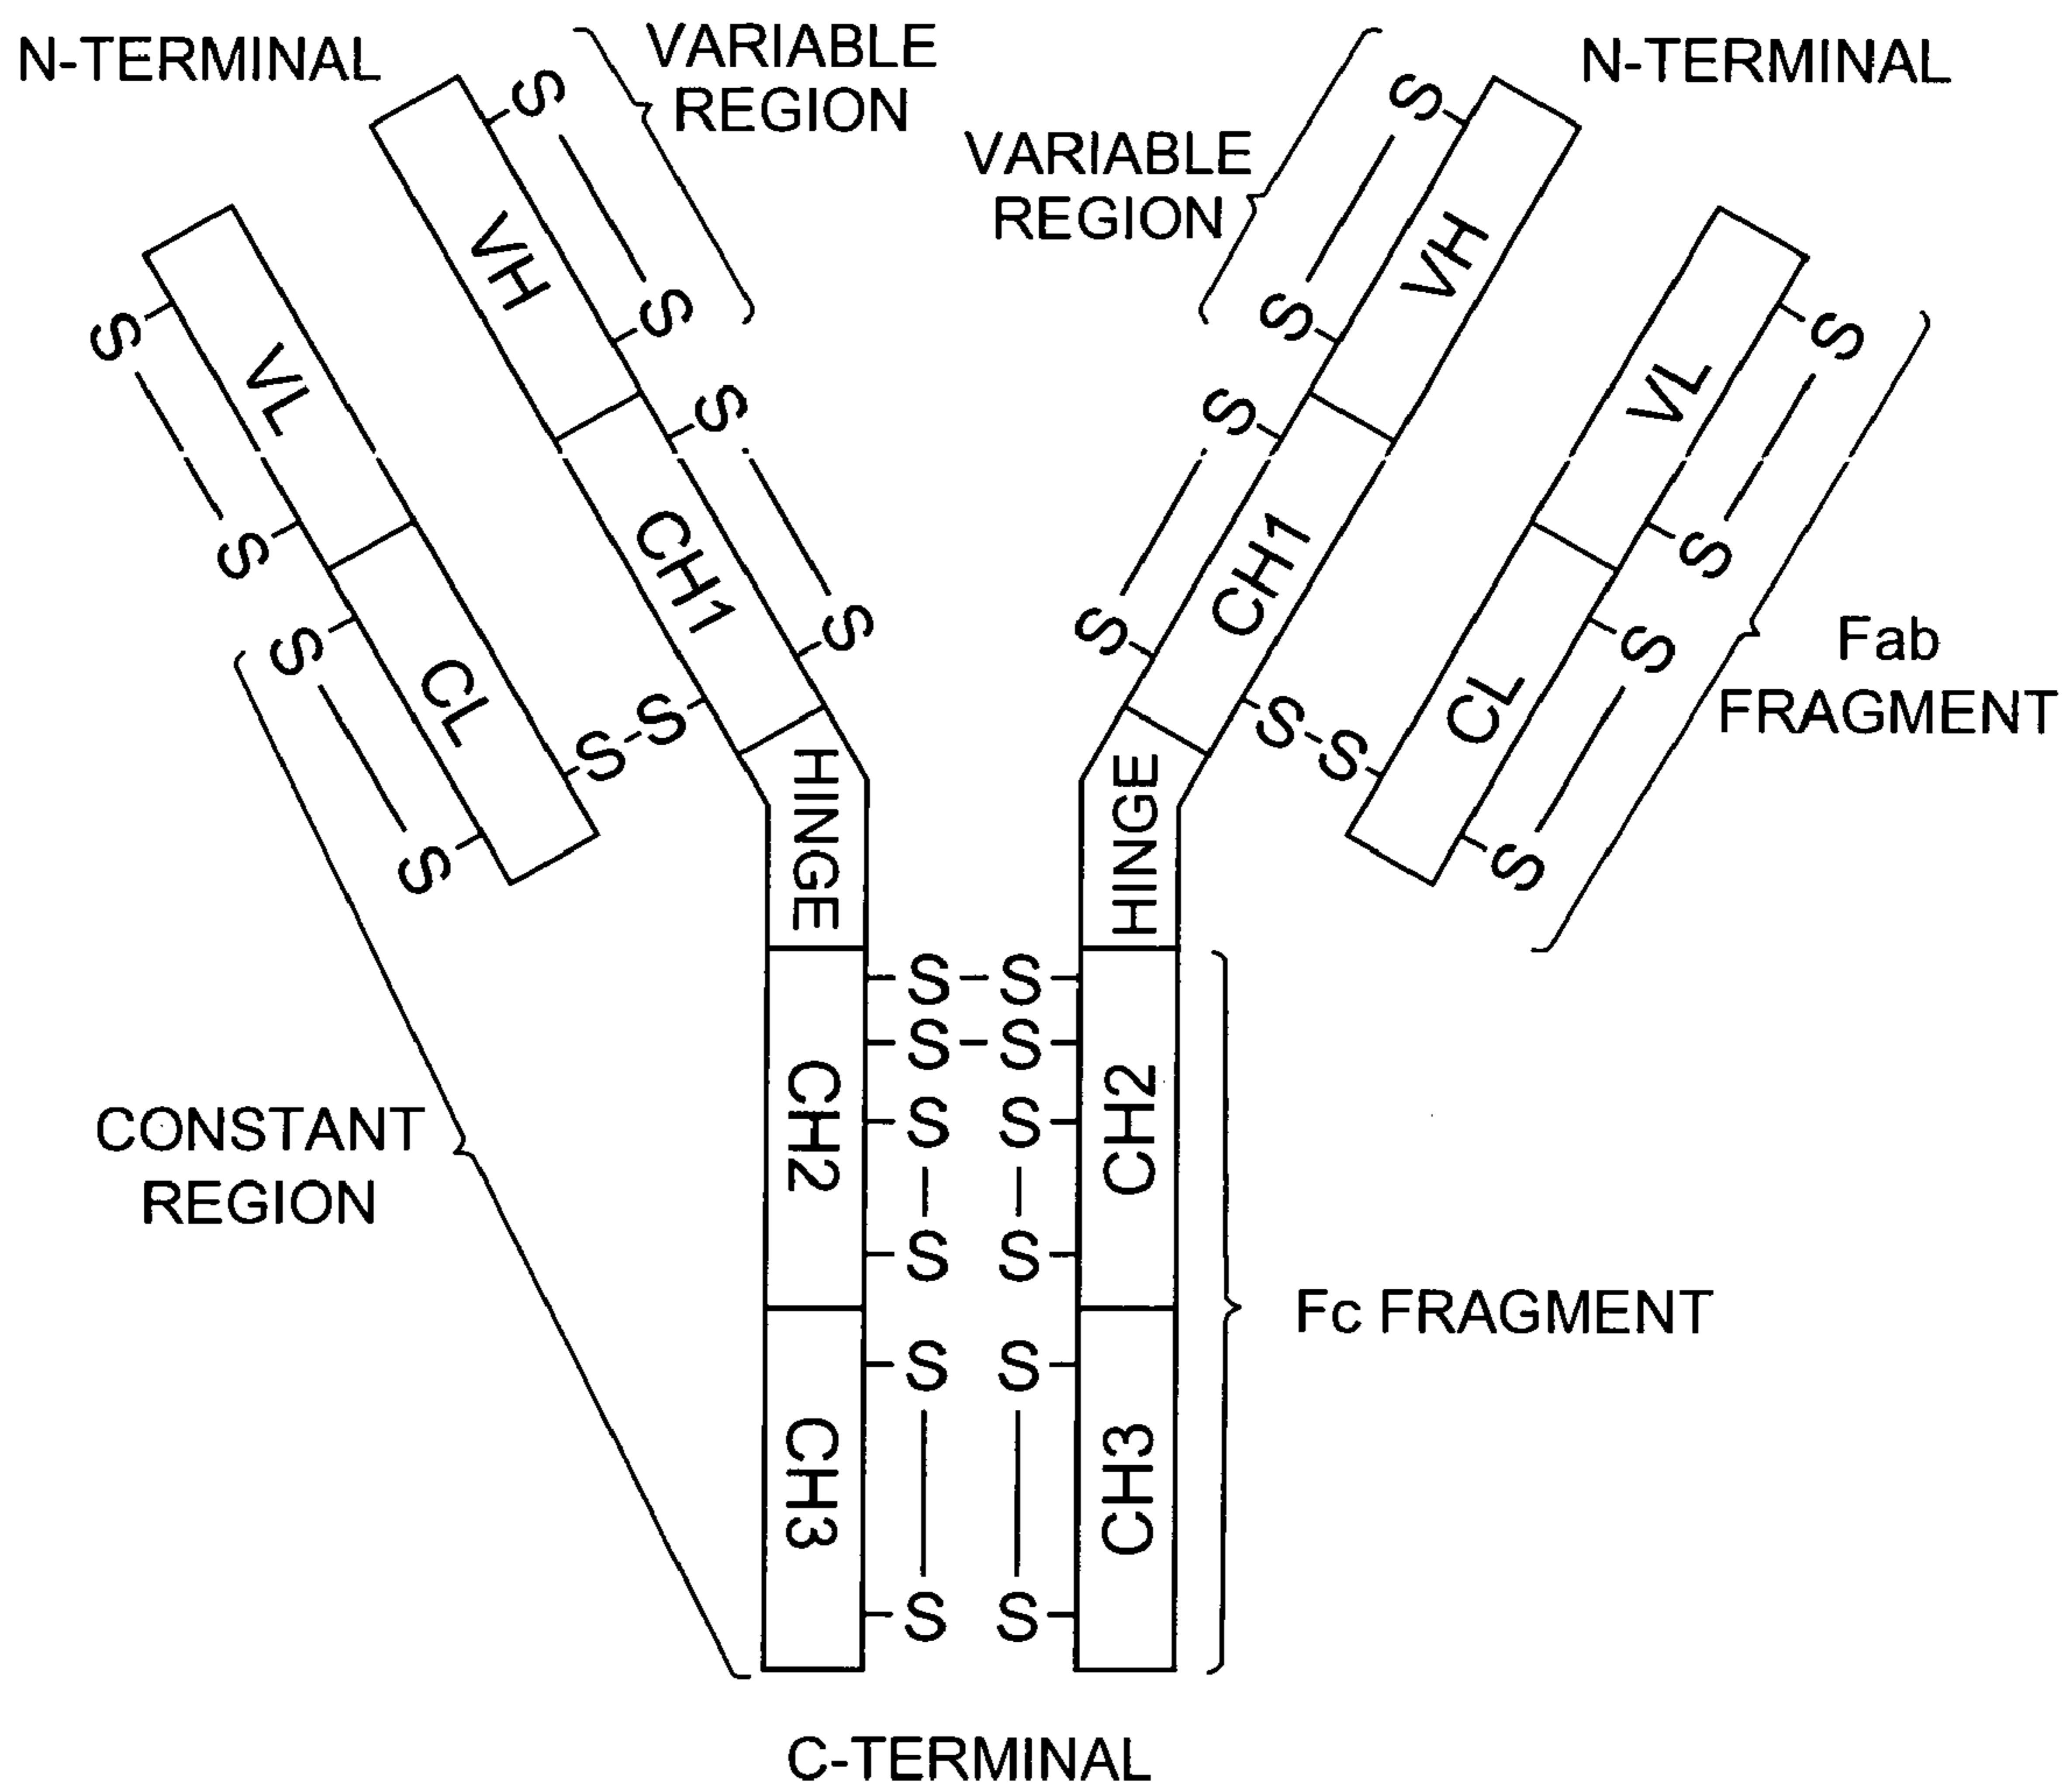 N-TERMINAL
VARIABLE
REGION
N-TERMINAL
VARIABLE
REGION
S
S
VH
VH
S
S
S
VL
VL
S
S
S
CH1
CH1
S
S
S
S
CL
CL
S
S
S-S
S-S
S
S
Fab
FRAGMENT
HINGE
HINGE
S
S
S-S
S-S
CH2
CH2
S S
S S
CONSTANT
REGION
Fc FRAGMENT
S S
CH3
CH3
S S
C-TERMINAL